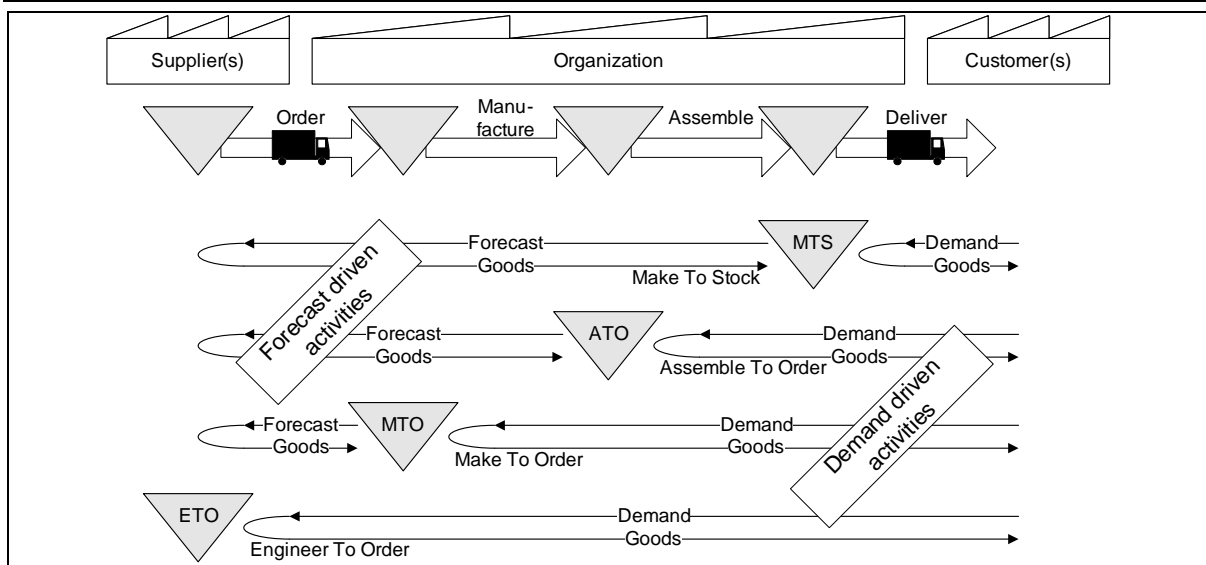 Supplier(s)
Organization
Customer(s)
Order
Manu-
facture
Assemble
Deliver
Forecast
Goods
Make To Stock
MTS
Demand
Goods
Forecast driven
activities
Forecast
Goods
ATO
Demand
Goods
Assemble To Order
Forecast
Goods
MTO
Demand
Goods
Make To Order
Demand driven
activities
ETO
Demand
Goods
Engineer To Order